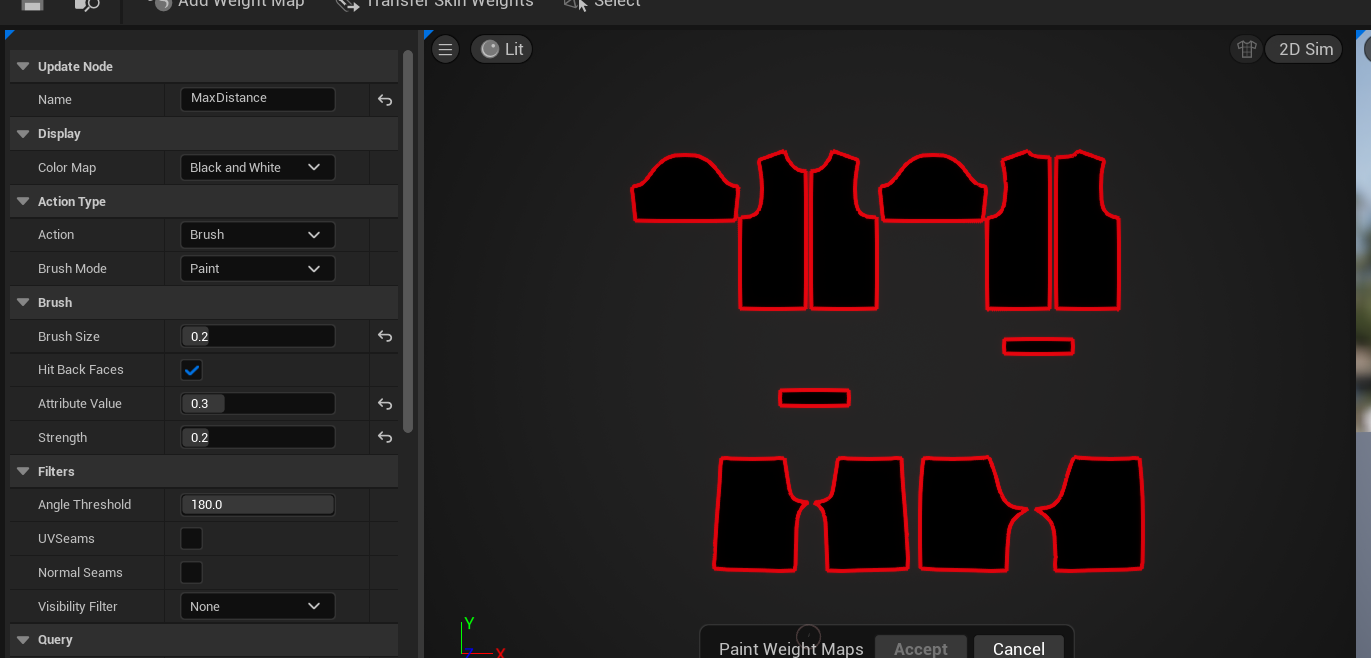 Add Weight Map
Transfer Skin Weights
Select
Lit
2D Sim
Update Node
Name
MaxDistance
Display
Color Map
Black and White
Action Type
Action
Brush
Brush Mode
Paint
Brush
Brush Size
0.2
Hit Back Faces
Attribute Value
0.3
Strength
0.2
Filters
Angle Threshold
180.0
UVSeams
Normal Seams
Visibility Filter
None
Query
Y
Z
X
Paint Weight Maps
Accept
Cancel